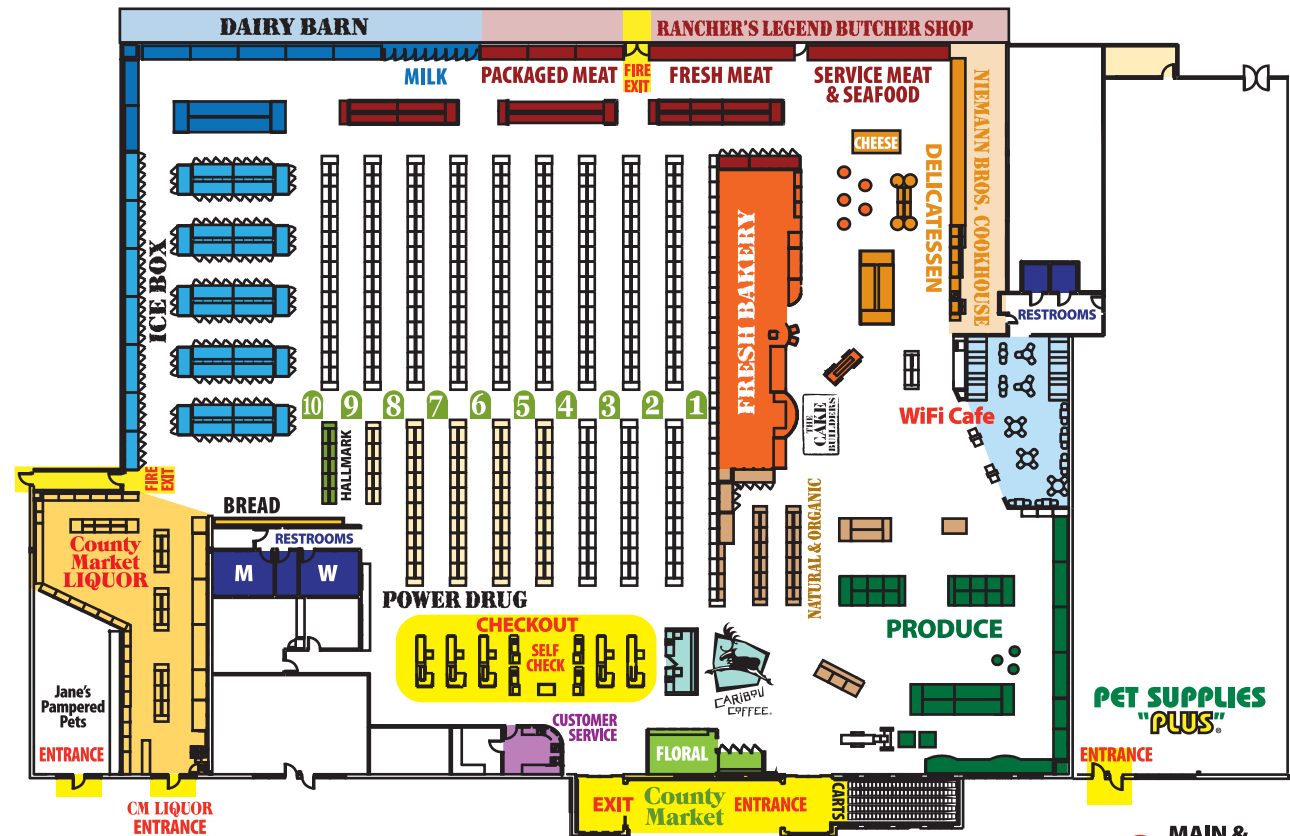 DAIRY BARN
RANCHER'S LEGEND BUTCHER SHOP
MILK
PACKAGED MEAT
FIRE
EXIT
FRESH MEAT
SERVICE MEAT
& SEAFOOD
NIEMANN BROS. COOKHOUSE
CHEESE
DELICATESSEN
ICE BOX
FRESH BAKERY
RESTROOMS
10
9
8
7
6
5
4
3
2
1
THE
CAKE
BUILDERS
WiFi Cafe
HALLMARK
FIRE
EXIT
BREAD
RESTROOMS
M
W
County
Market
LIQUOR
NATURAL & ORGANIC
POWER DRUG
CHECKOUT
SELF
CHECK
PRODUCE
CARIBOU
COFFEE.
Jane's
Pampered
Pets
ENTRANCE
CUSTOMER
SERVICE
FLORAL
PET SUPPLIES
"PLUS"®
ENTRANCE
CM LIQUOR
ENTRANCE
EXIT
County
Market
ENTRANCE
CARTS
MAIN &